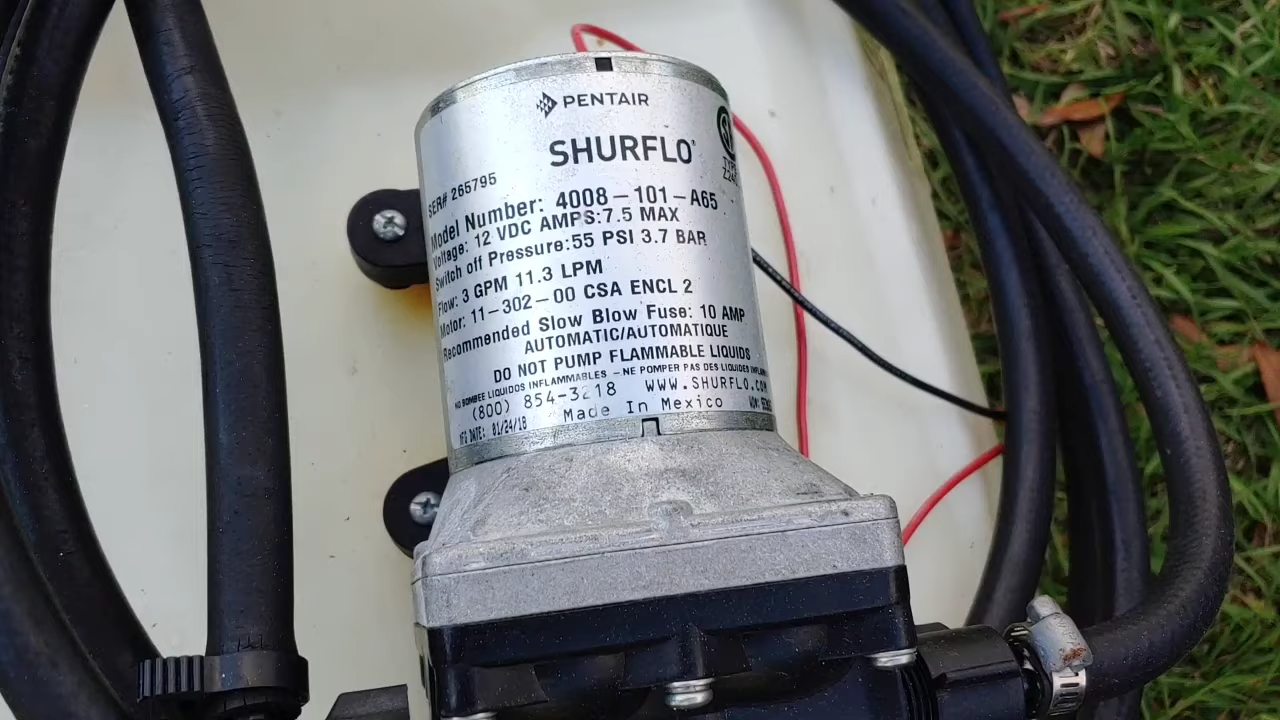 PENTAIR
SHURFLO
SER# 265795
Model Number: 4008-101-A65
Voltage: 12 VDC AMPS:7.5 MAX
Switch off Pressure:55 PSI 3.7 BAR
Flow: 3 GPM 11.3 LPM
Motor: 11-302-00 CSA ENCL 2
Recommended Slow Blow Fuse: 10 AMP
AUTOMATIC/AUTOMATIQUE
DO NOT PUMP FLAMMABLE LIQUIDS
NO BOMBEE LIQUIDOS INFLAMMABLES - NE POMPER PAS DES LIQUIDES
(800) 854-3218 WWW.SHURFLO.COM
MFG DATE: 01/24/18 Made In Mexico